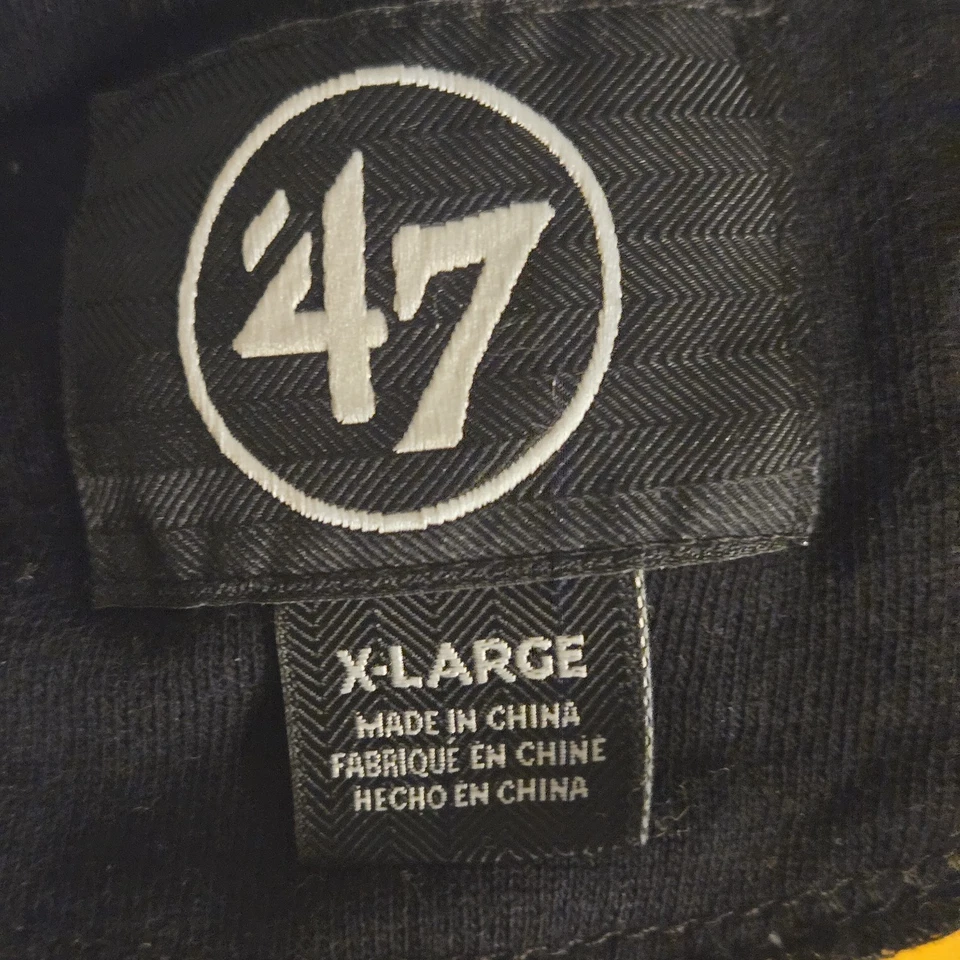 '47
X-LARGE
MADE IN CHINA
FABRIQUE EN CHINE
HECHO EN CHINA